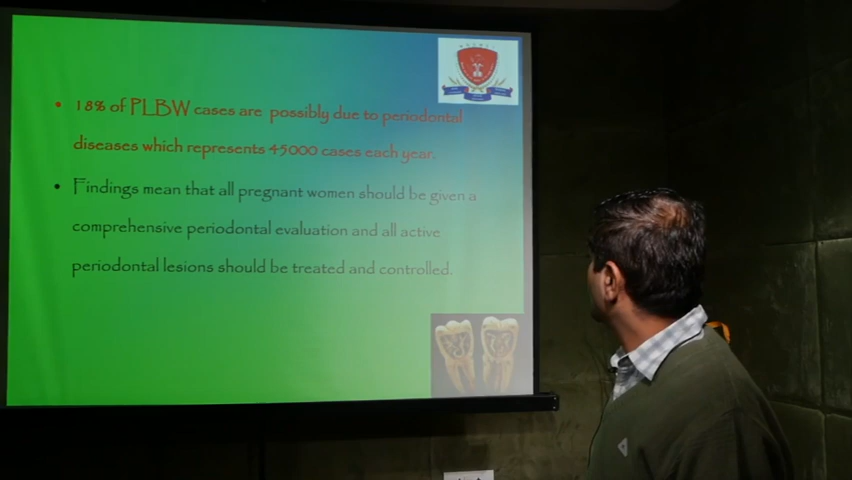 • 18% of PLBW cases are possibly due to periodontal
diseases which represents 45000 cases each year.
• Findings mean that all pregnant women should be given a
comprehensive periodontal evaluation and all active
periodontal lesions should be treated and controlled.